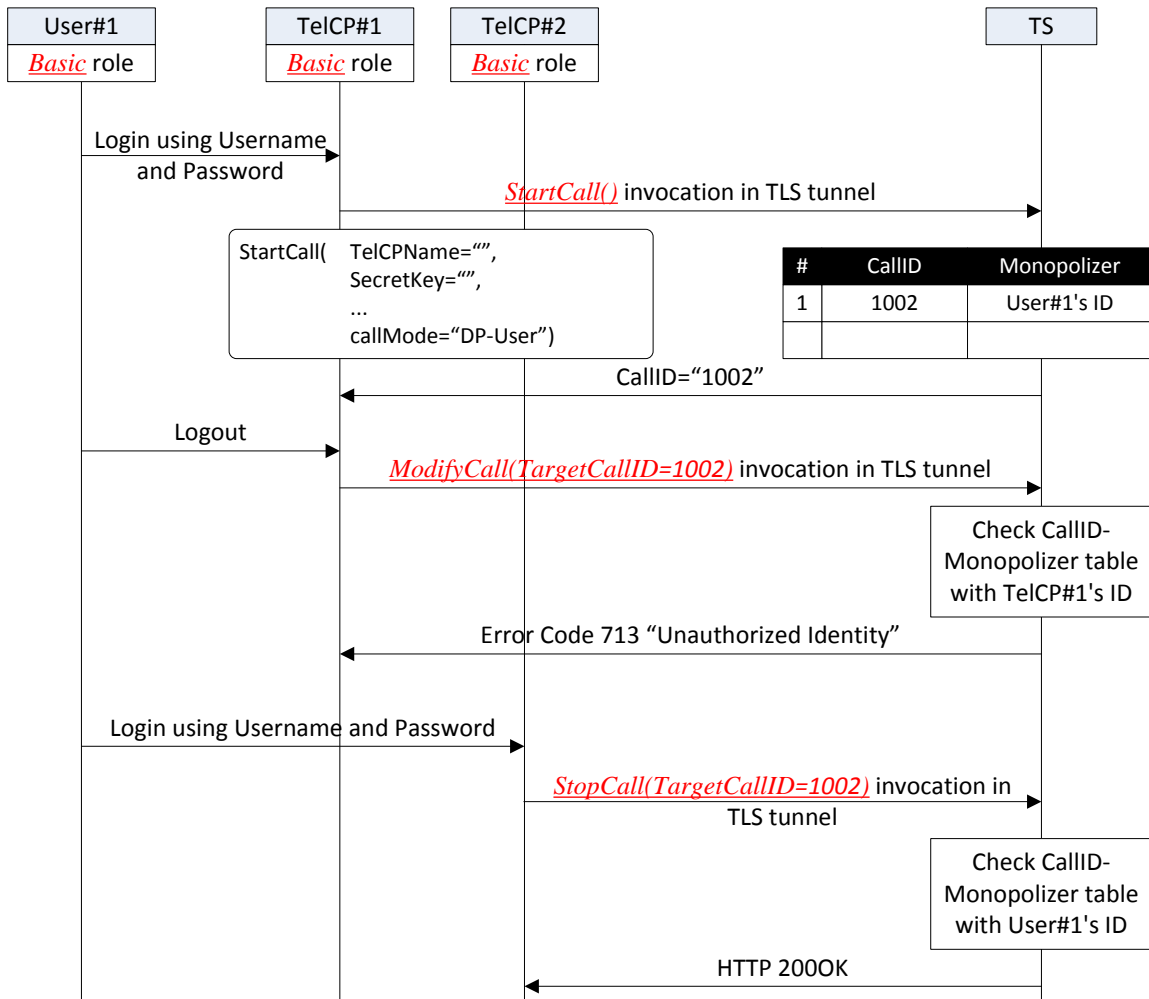 User#1
TelCP#1
TelCP#2
TS
Basic role
Basic role
Basic role
Login using Username
and Password
StartCall() invocation in TLS tunnel
StartCall( TelCPName=“”,
SecretKey=“”,
...
callMode=“DP-User”)
# CallID Monopolizer
1 1002 User#1's ID
CallID=“1002”
Logout
ModifyCall(TargetCallID=1002) invocation in TLS tunnel
Check CallID-
Monopolizer table
with TelCP#1's ID
Error Code 713 “Unauthorized Identity”
Login using Username and Password
StopCall(TargetCallID=1002) invocation in
TLS tunnel
Check CallID-
Monopolizer table
with User#1's ID
HTTP 200OK